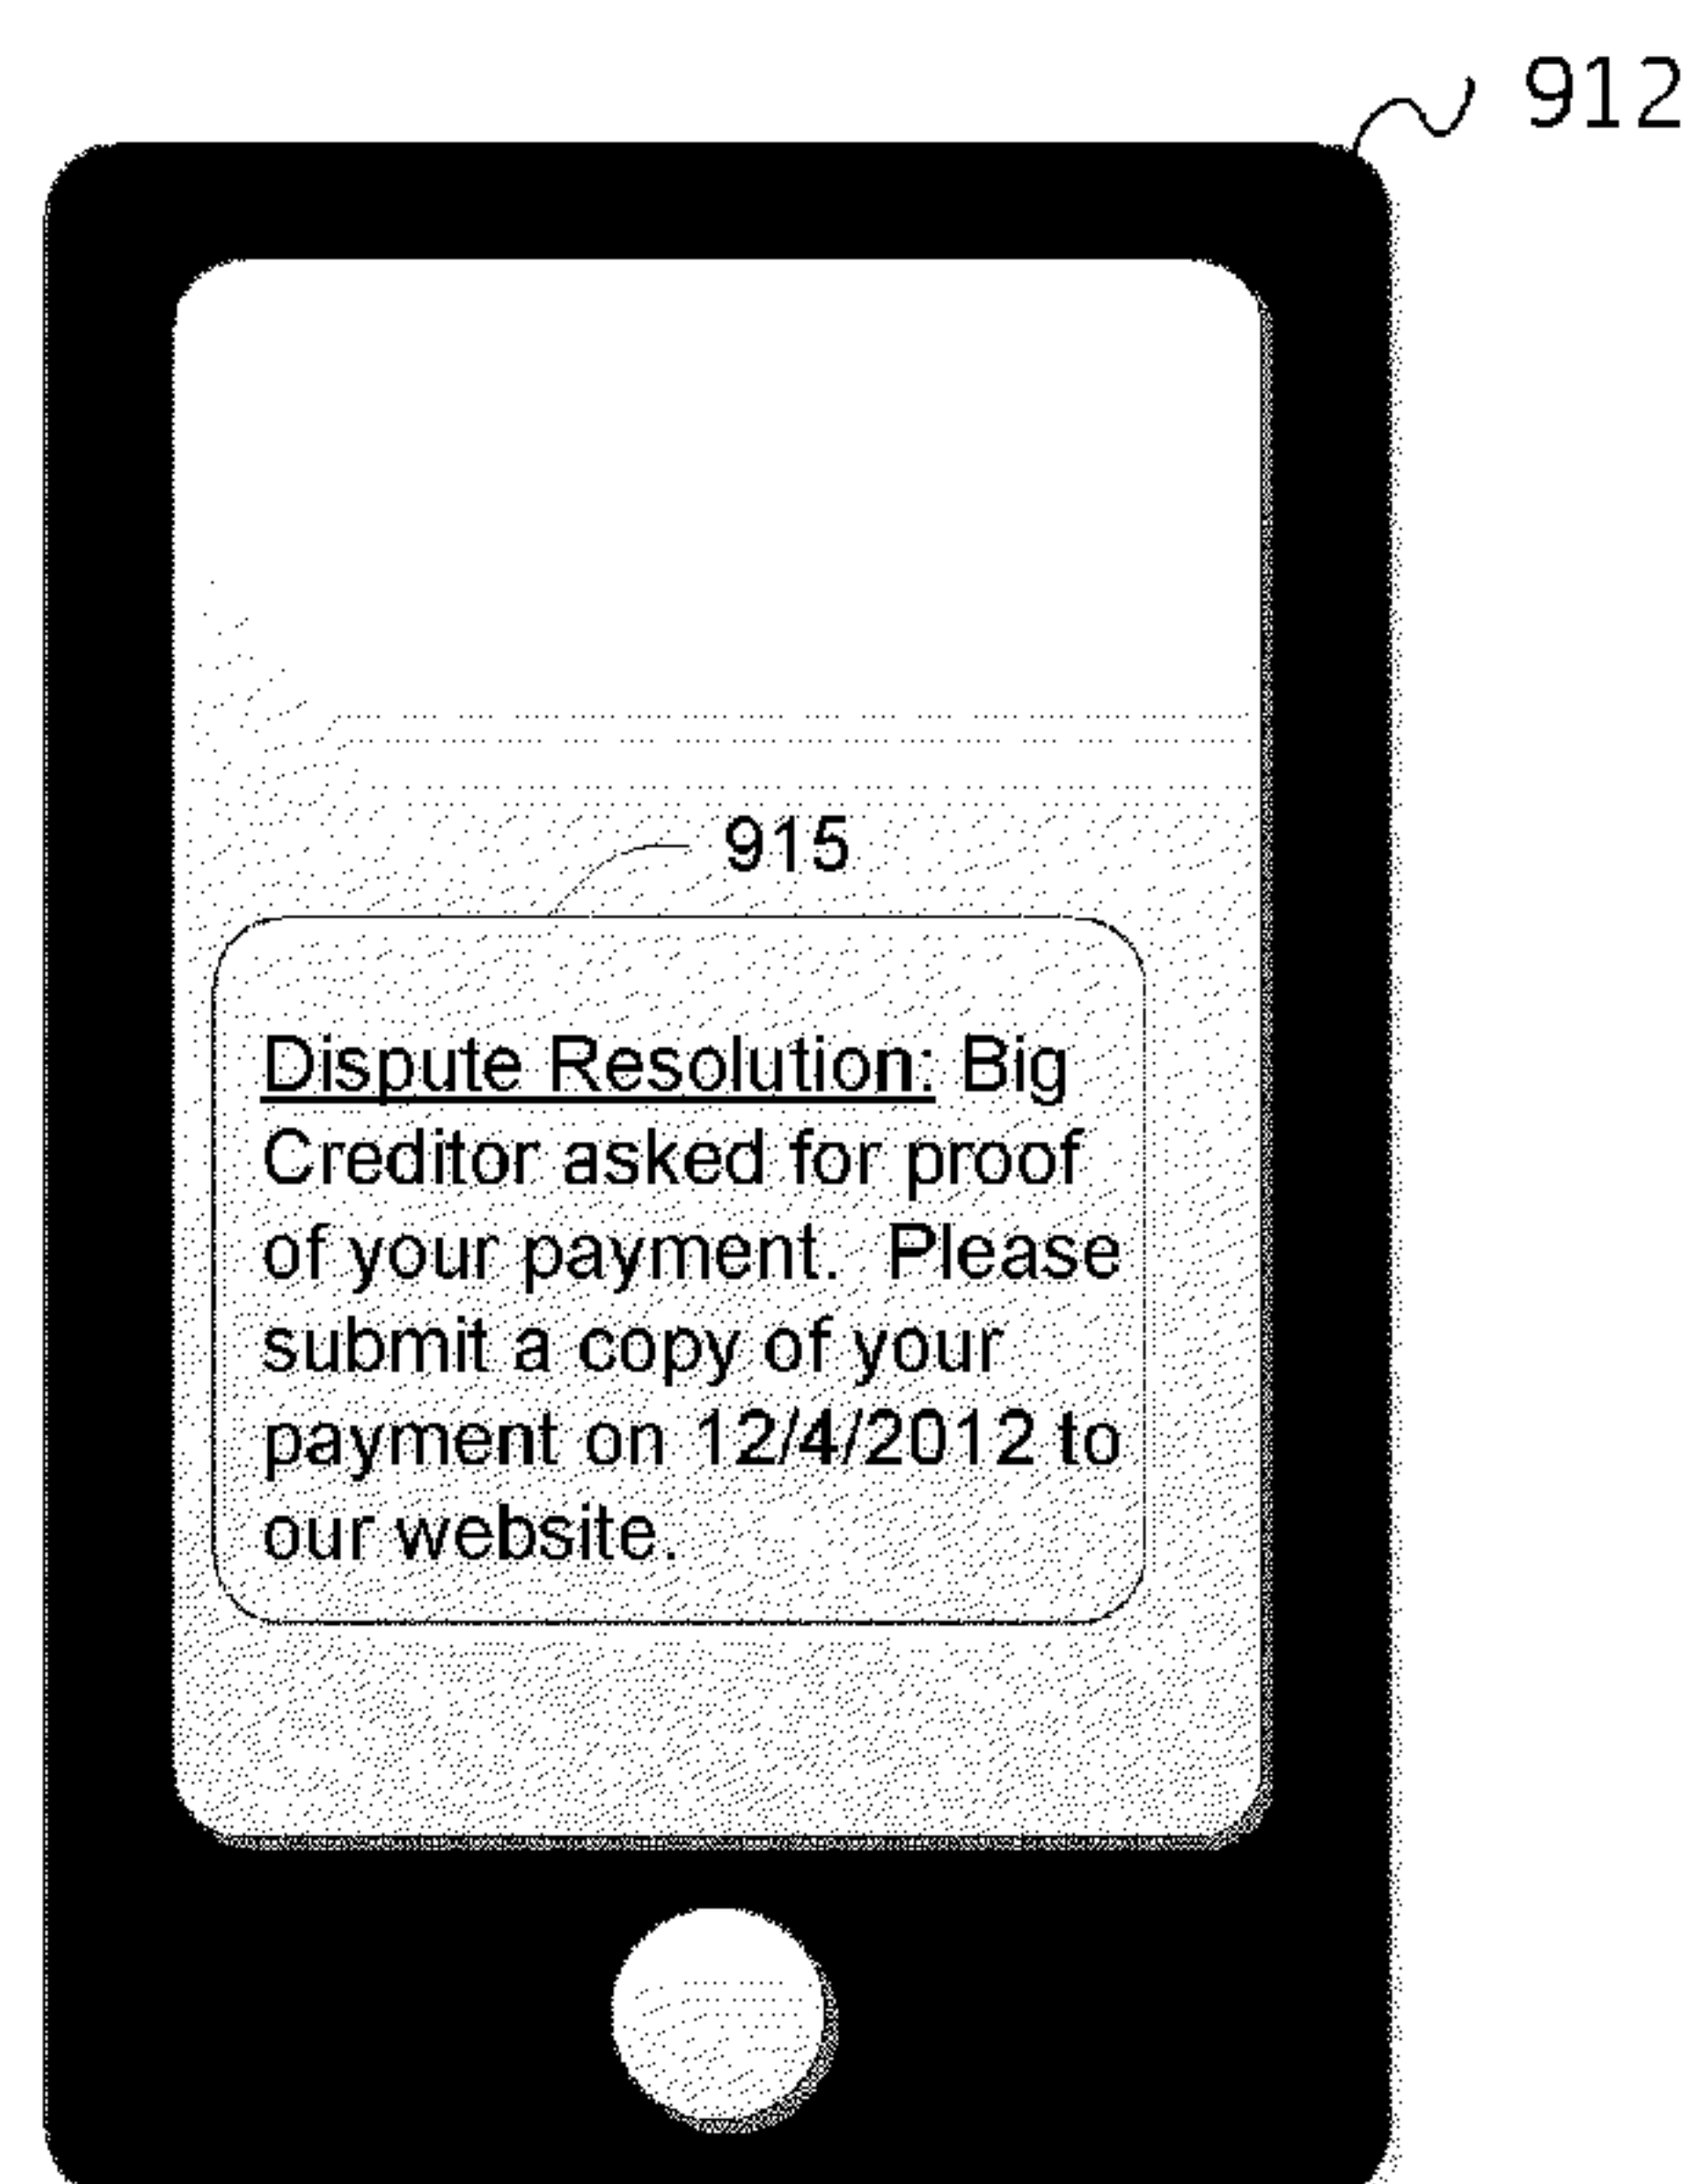 912
915
Dispute Resolution: Big
Creditor asked for proof
of your payment.  Please
submit a copy of your
payment on 12/4/2012 to
our website.